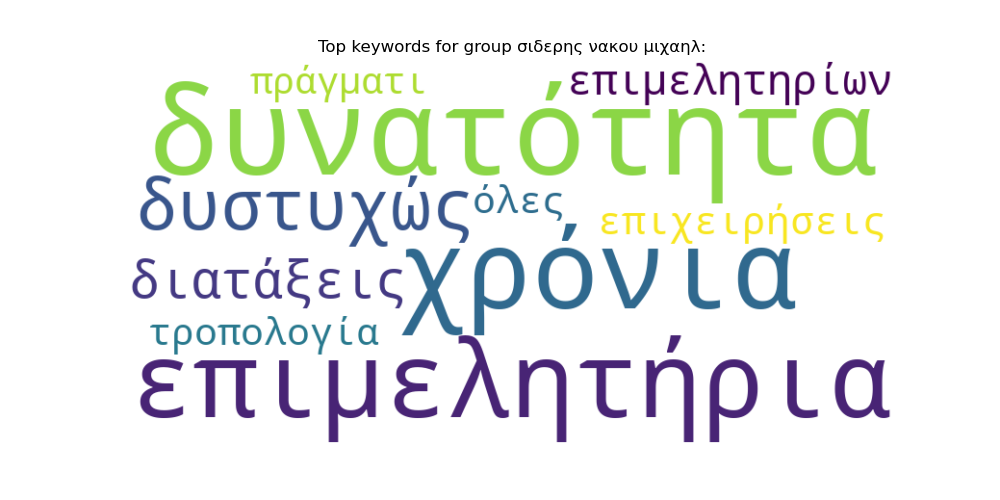 Top keywords for group σιδερης νακου μιχαηλ:
πράγματι επιμελητηρίων
δυνατότητα
δυστυχώς όλες επιχειρήσεις
διατάξεις χρόνια
τροπολογία
επιμελητήρια